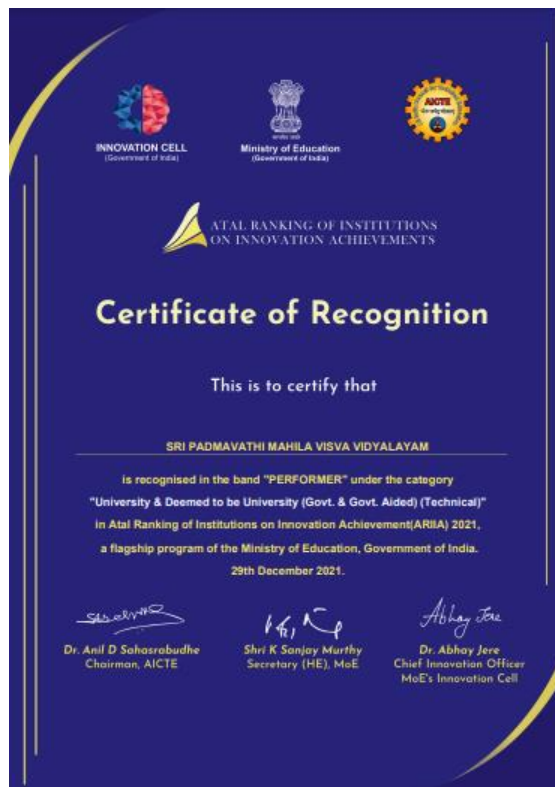 INNOVATION CELL
(Government of India)
Ministry of Education
(Government of India)
AICTE
ATAL RANKING OF INSTITUTIONS
ON INNOVATION ACHIEVEMENTS
Certificate of Recognition
This is to certify that
SRI PADMAVATHI MAHILA VISVA VIDYALAYAM
is recognised in the band "PERFORMER" under the category
"University & Deemed to be University (Govt. & Govt. Aided) (Technical)"
in Atal Ranking of Institutions on Innovation Achievement(ARIIA) 2021,
a flagship program of the Ministry of Education, Government of India.
29th December 2021.
Abhay Jere
Dr. Anil D Sahasrabudhe
Chairman, AICTE
Shri K Sanjay Murthy
Secretary (HE), MoE
Dr. Abhay Jere
Chief Innovation Officer
MoE's Innovation Cell